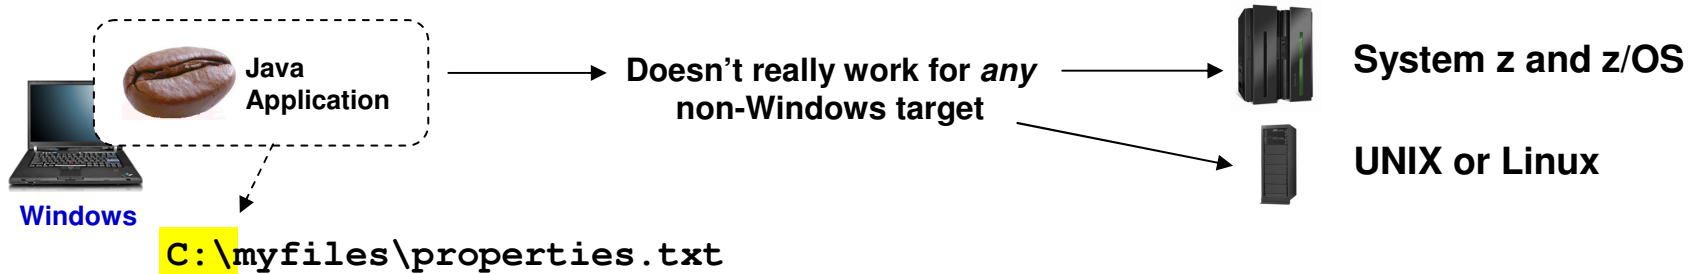 Java
Application
Doesn't really work for any
non-Windows target
System z and z/OS
UNIX or Linux
Windows
C:\myfiles\properties.txt